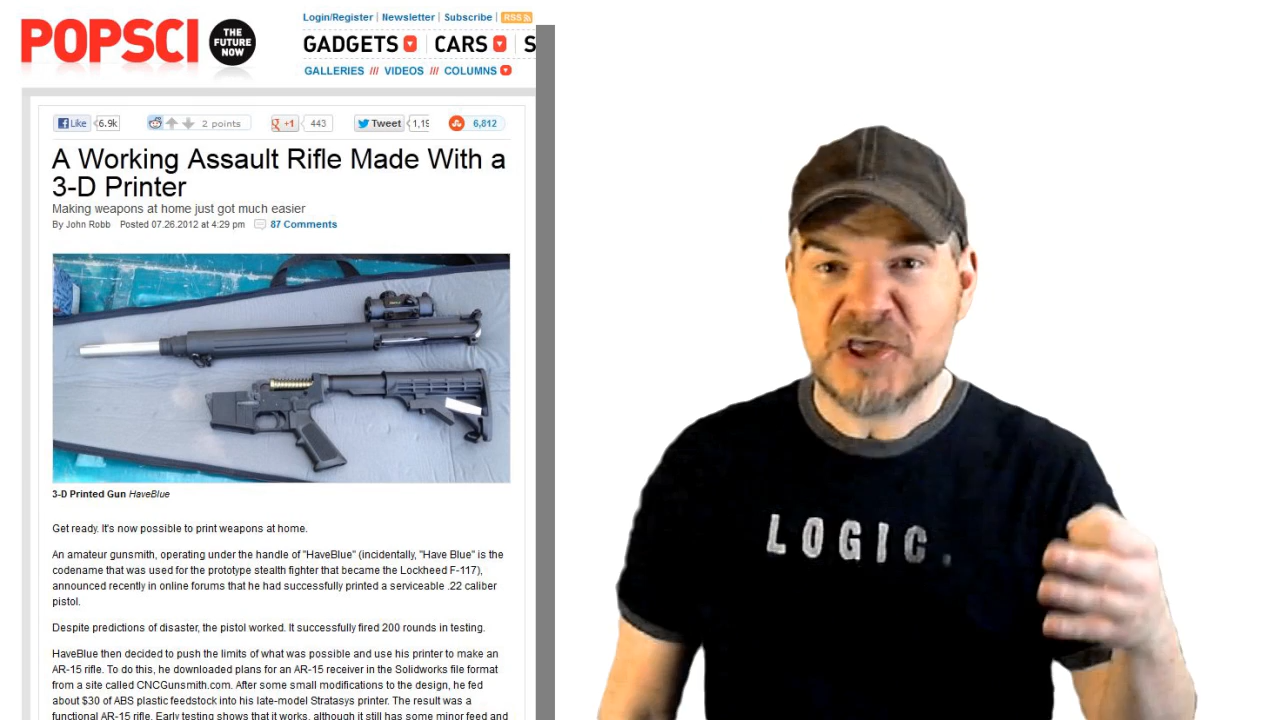 POPSCI
THE
FUTURE
NOW
Login/Register | Newsletter | Subscribe | RSS
GADGETS CARS S
GALLERIES /// VIDEOS /// COLUMNS
Like 6.9k 2 points g +1 443 Tweet 1,19 6,812
A Working Assault Rifle Made With a
3-D Printer
Making weapons at home just got much easier
By John Robb Posted 07.26.2012 at 4:29 pm 87 Comments
3-D Printed Gun HaveBlue
Get ready. It's now possible to print weapons at home.
An amateur gunsmith, operating under the handle of "HaveBlue" (incidentally, "Have Blue" is the
codename that was used for the prototype stealth fighter that became the Lockheed F-117),
announced recently in online forums that he had successfully printed a serviceable .22 caliber
pistol.
Despite predictions of disaster, the pistol worked. It successfully fired 200 rounds in testing.
HaveBlue then decided to push the limits of what was possible and use his printer to make an
AR-15 rifle. To do this, he downloaded plans for an AR-15 receiver in the Solidworks file format
from a site called CNCGunsmith.com. After some small modifications to the design, he fed
about $30 of ABS plastic feedstock into his late-model Stratasys printer. The result was a
functional AR-15 rifle. Early testing shows that it works, although it still has some minor feed and
LOGIC.